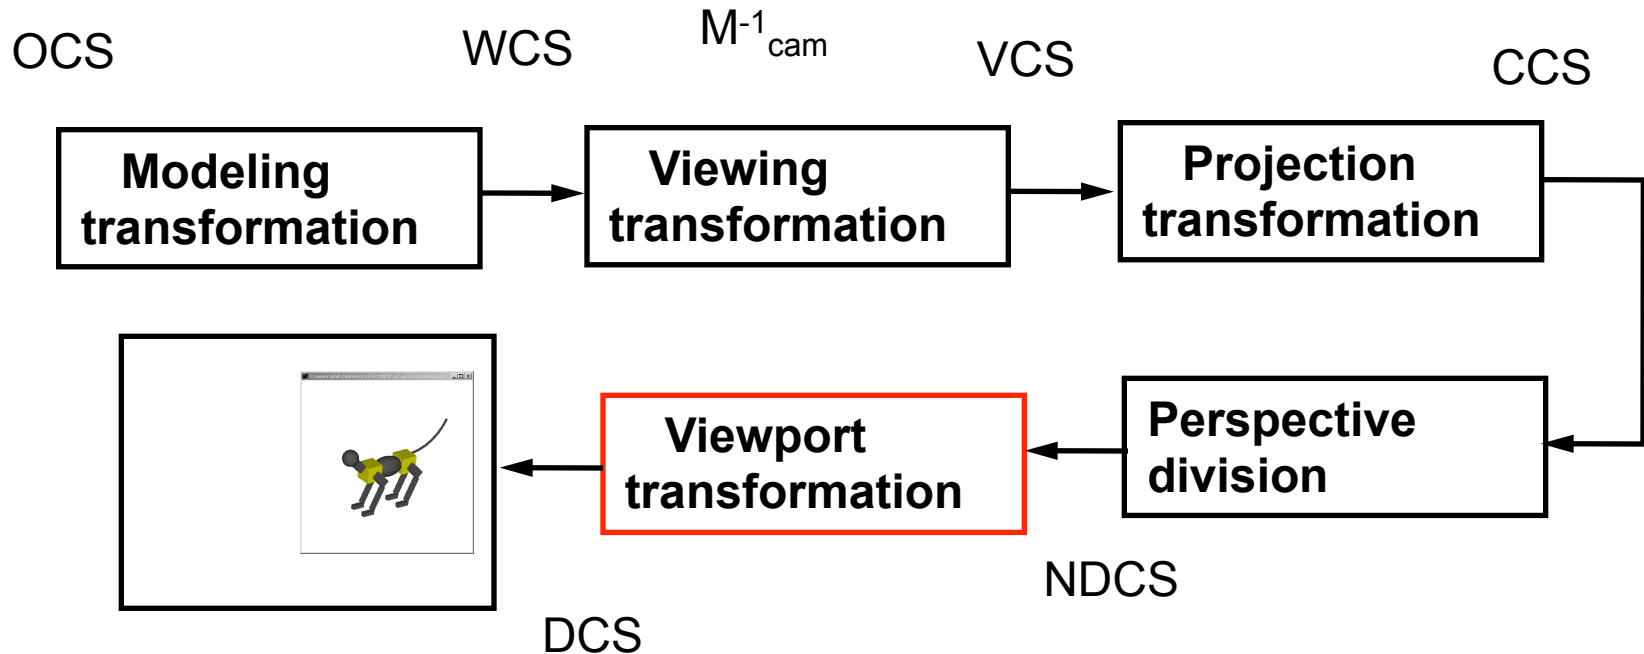 OCS
WCS
M-1cam
VCS
CCS
Modeling
transformation
Viewing
transformation
Projection
transformation
Viewport
transformation
Perspective
division
NDCS
DCS